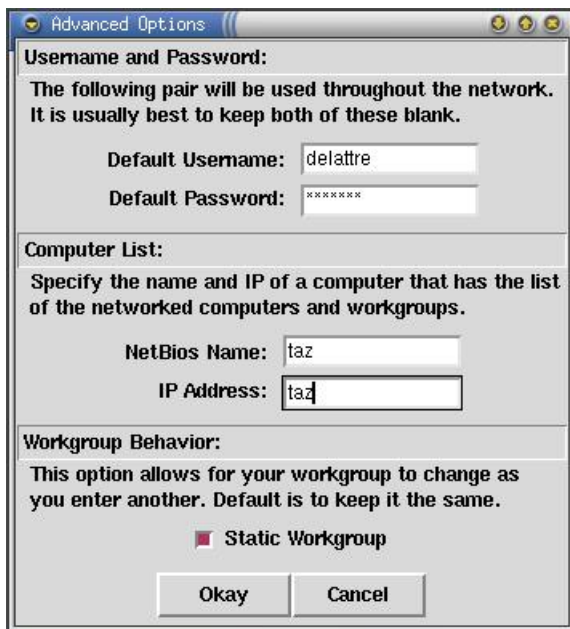 Advanced Options
Username and Password:
The following pair will be used throughout the network.
It is usually best to keep both of these blank.
Default Username: delattre
Default Password: *******
Computer List:
Specify the name and IP of a computer that has the list
of the networked computers and workgroups.
NetBios Name: taz
IP Address: taz
Workgroup Behavior:
This option allows for your workgroup to change as
you enter another. Default is to keep it the same.
Static Workgroup
Okay Cancel